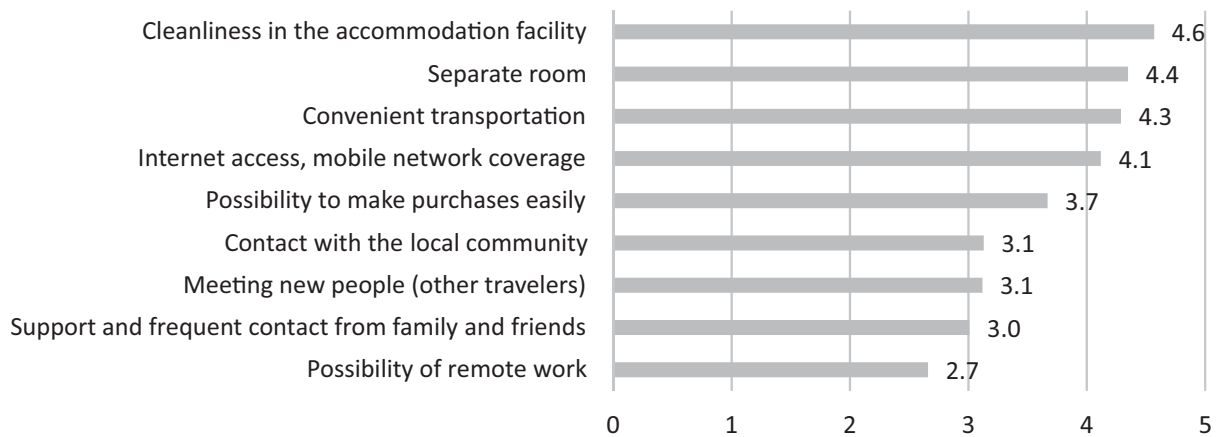 Cleanliness in the accommodation facility 4.6
Separate room 4.4
Convenient transportation 4.3
Internet access, mobile network coverage 4.1
Possibility to make purchases easily 3.7
Contact with the local community 3.1
Meeting new people (other travelers) 3.1
Support and frequent contact from family and friends 3.0
Possibility of remote work 2.7
0 1 2 3 4 5